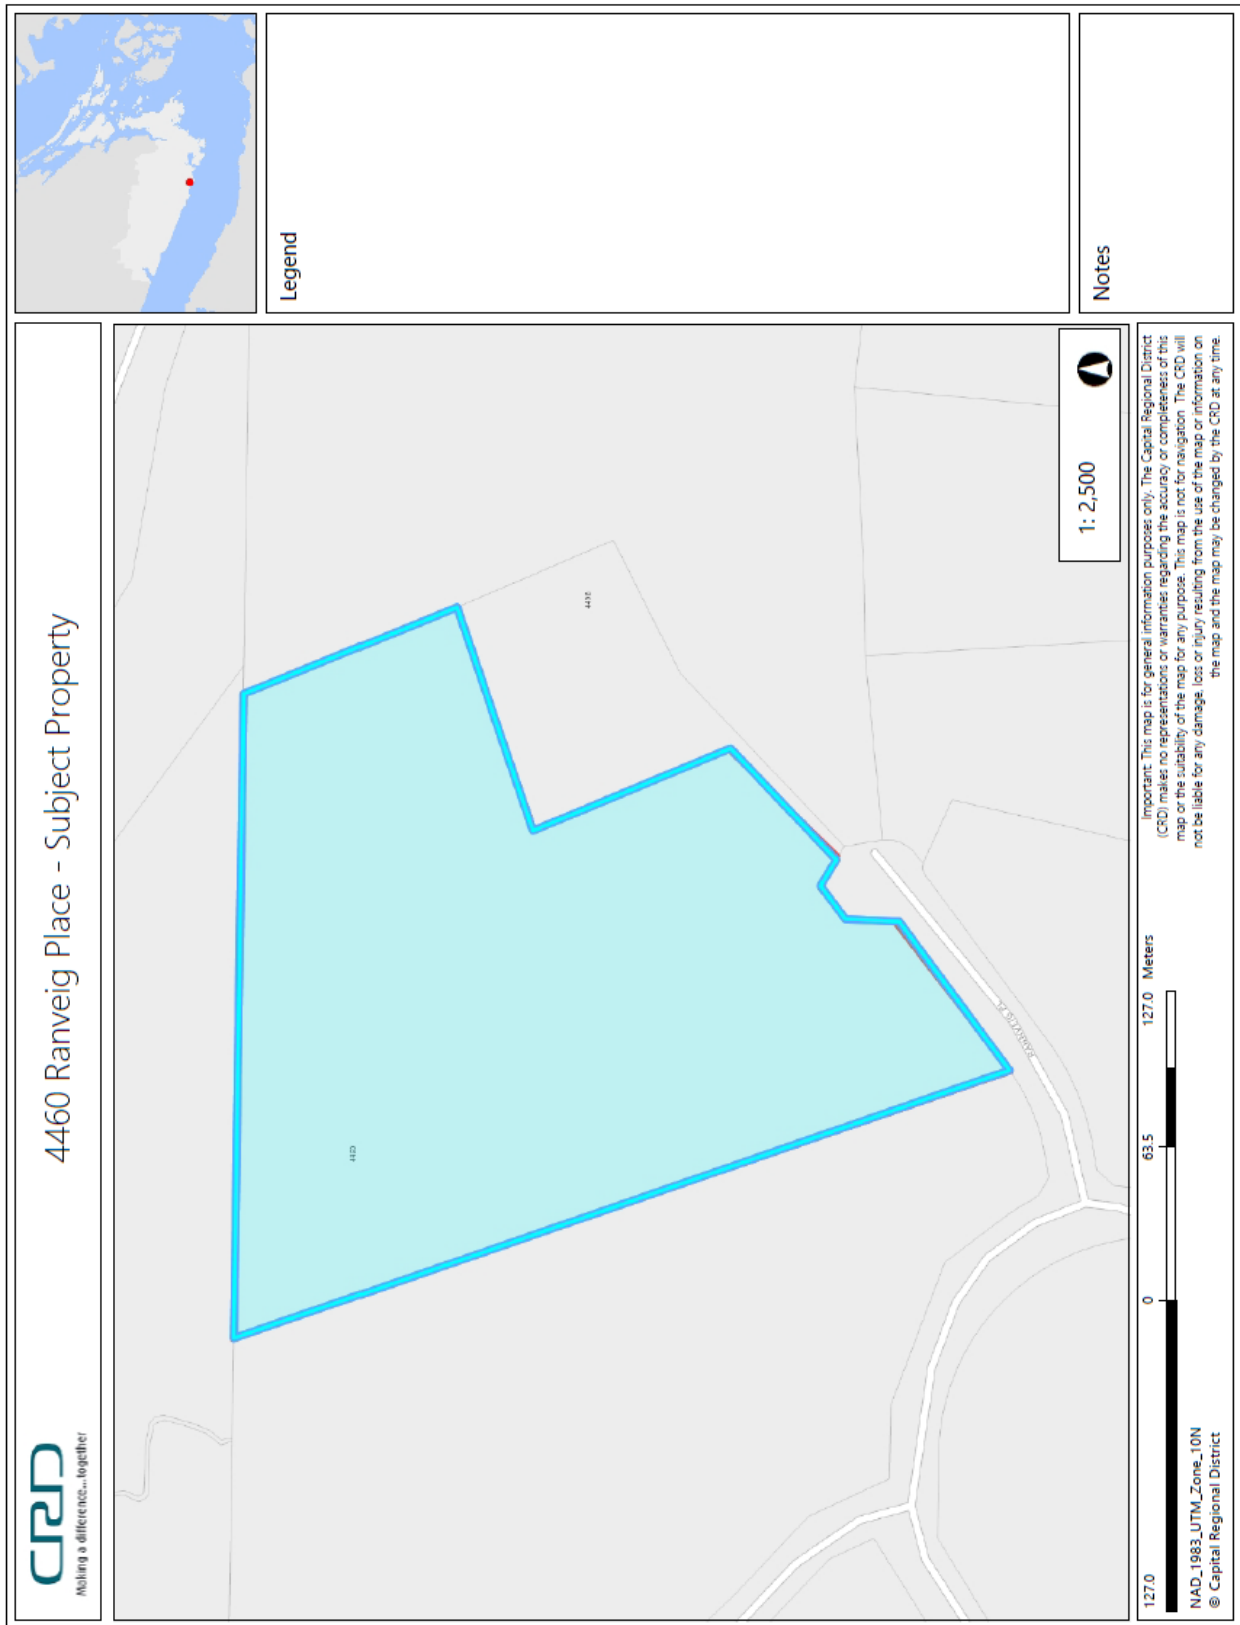 CRD
Making a difference...together
4460 Ranveig Place - Subject Property
Legend
Notes
1: 2,500
127.0
0
63.5
127.0 Meters
NAD_1983_UTM_Zone_10N
© Capital Regional District
Important: This map is for general information purposes only. The Capital Regional District
(CRD) makes no representations or warranties regarding the accuracy or completeness of this
map or the suitability of the map for any purpose. This map is not for navigation. The CRD will
not be liable for any damage, loss or injury resulting from the use of the map or information on
the map and the map may be changed by the CRD at any time.